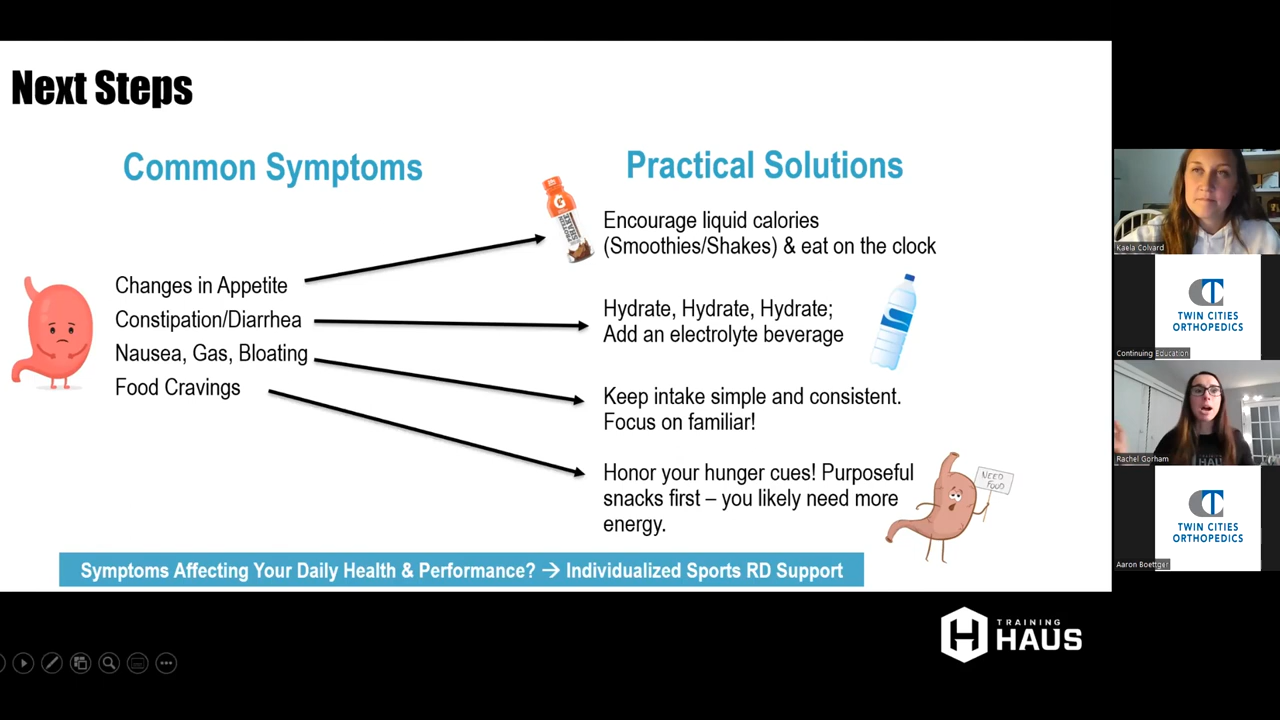 Next Steps
Common Symptoms
Changes in Appetite
Constipation/Diarrhea
Nausea, Gas, Bloating
Food Cravings
Practical Solutions
Encourage liquid calories
(Smoothies/Shakes) & eat on the clock
G
PROTEIN
SHAKE
Hydrate, Hydrate, Hydrate;
Add an electrolyte beverage
Keep intake simple and consistent.
Focus on familiar!
Honor your hunger cues! Purposeful
snacks first – you likely need more
energy.
NEED
FOOD
Symptoms Affecting Your Daily Health & Performance? → Individualized Sports RD Support
TRAINING
HAUS
Kaela Colvard
TWIN CITIES
ORTHOPEDICS
Continuing Education
Rachel Gorham
TWIN CITIES
ORTHOPEDICS
Aaron Boettger